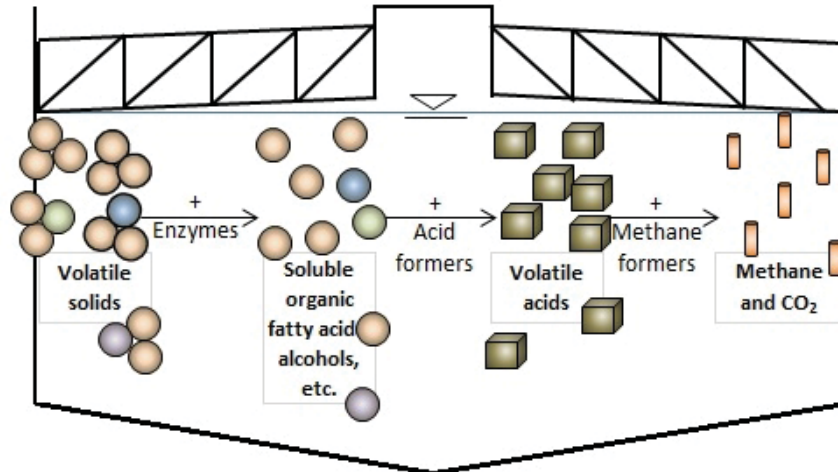 +
Enzymes
+
Acid
formers
+
Methane
formers
Volatile
solids
Soluble
organic
fatty acid
alcohols,
etc.
Volatile
acids
Methane
and CO₂